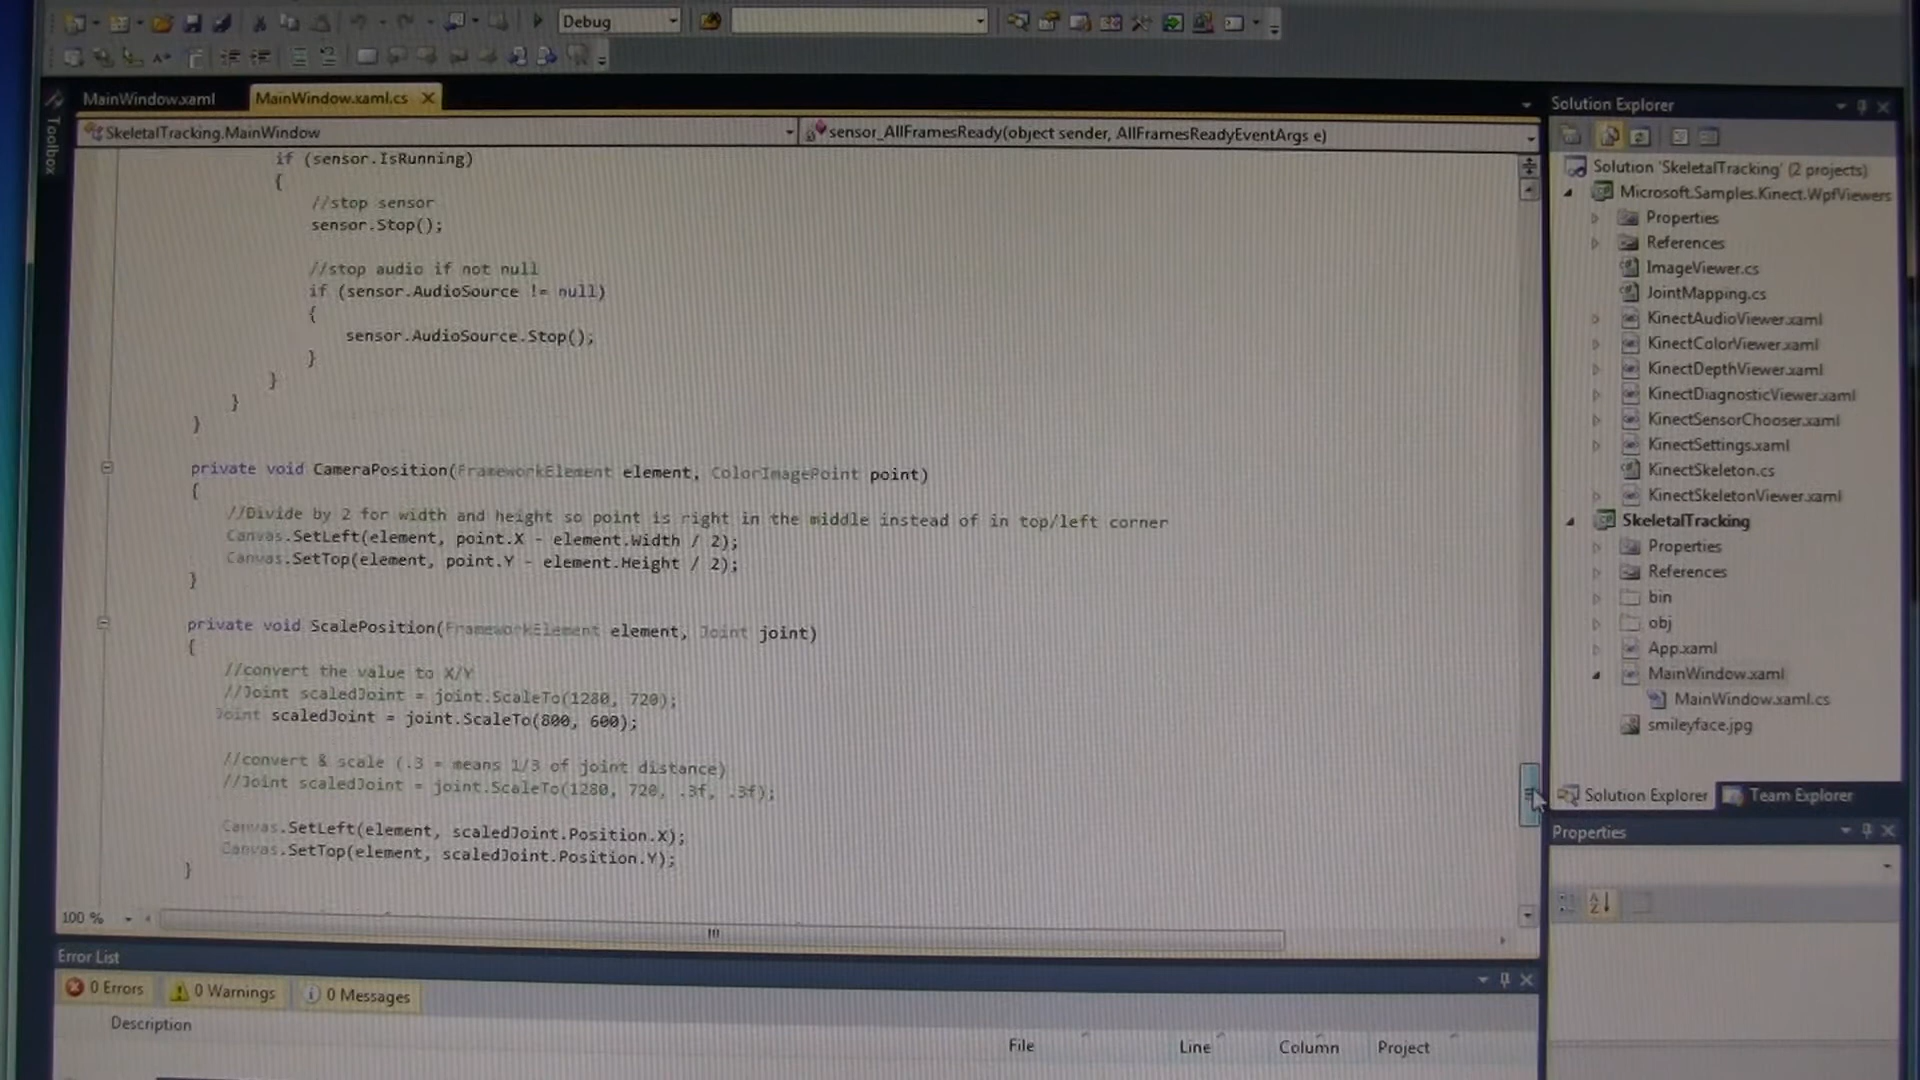 Debug
MainWindow.xaml
MainWindow.xaml.cs
Toolbox
SkeletalTracking.MainWindow
sensor_AllFramesReady(object sender, AllFramesReadyEventArgs e)
if (sensor.IsRunning)
{
//stop sensor
sensor.Stop();
//stop audio if not null
if (sensor.AudioSource != null)
{
sensor.AudioSource.Stop();
}
}
}
}
private void CameraPosition(FrameworkElement element, ColorImagePoint point)
{
//Divide by 2 for width and height so point is right in the middle instead of in top/left corner
Canvas.SetLeft(element, point.X - element.Width / 2);
Canvas.SetTop(element, point.Y - element.Height / 2);
}
private void ScalePosition(FrameworkElement element, Joint joint)
{
//convert the value to X/Y
//Joint scaledJoint = joint.ScaleTo(1280, 720);
Joint scaledJoint = joint.ScaleTo(800, 600);
//convert & scale (.3 = means 1/3 of joint distance)
//Joint scaledJoint = joint.ScaleTo(1280, 720, .3f, .3f);
Canvas.SetLeft(element, scaledJoint.Position.X);
Canvas.SetTop(element, scaledJoint.Position.Y);
}
100 %
Error List
0 Errors
0 Warnings
0 Messages
Description
File
Line
Column
Project
Solution Explorer
Solution 'SkeletalTracking' (2 projects)
Microsoft.Samples.Kinect.WpfViewers
Properties
References
ImageViewer.cs
JointMapping.cs
KinectAudioViewer.xaml
KinectColorViewer.xaml
KinectDepthViewer.xaml
KinectDiagnosticViewer.xaml
KinectSensorChooser.xaml
KinectSettings.xaml
KinectSkeleton.cs
KinectSkeletonViewer.xaml
SkeletalTracking
Properties
References
bin
obj
App.xaml
MainWindow.xaml
MainWindow.xaml.cs
smileyface.jpg
Solution Explorer
Team Explorer
Properties